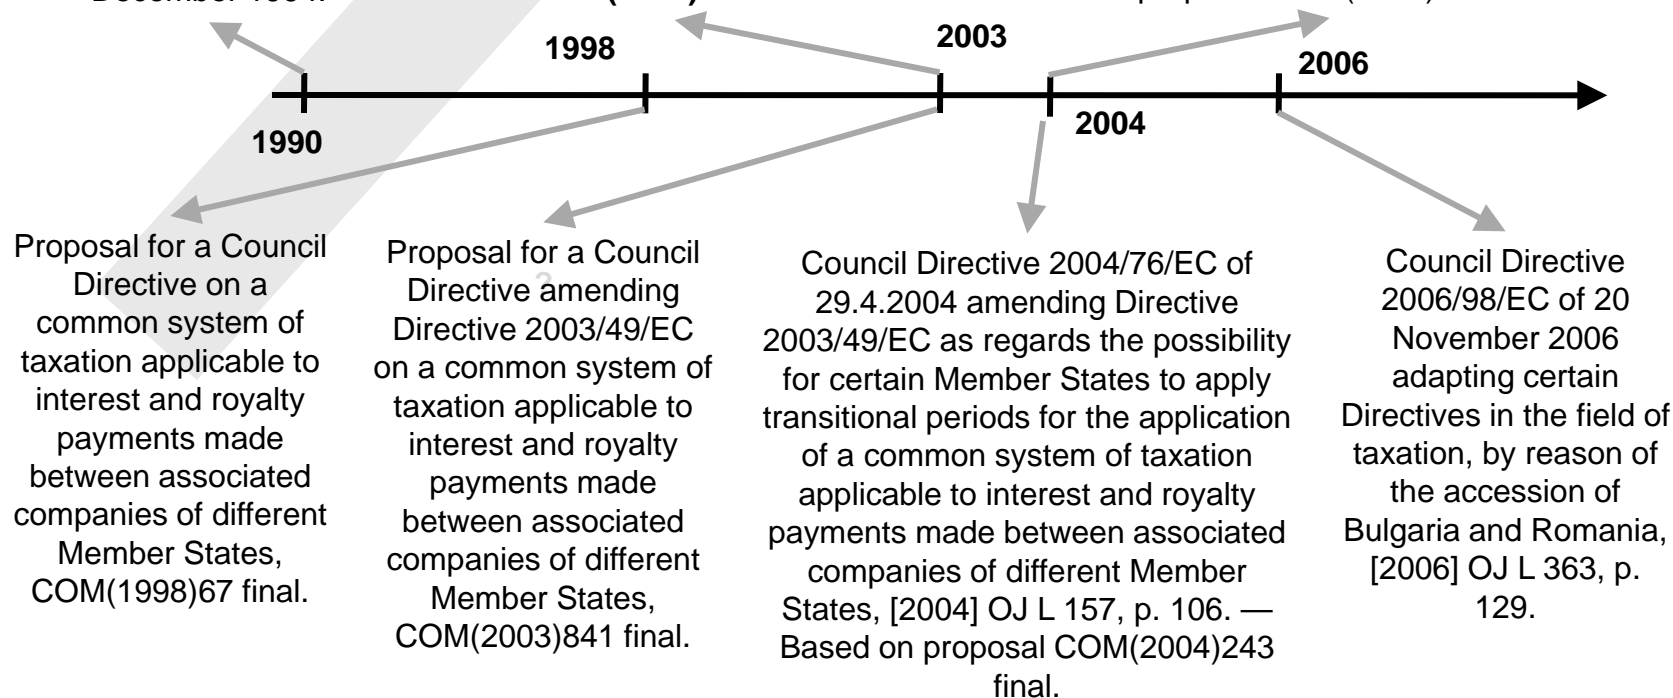 1998
2003
2006
1990
2004
Proposal for a Council
Directive on a
common system of
taxation applicable to
interest and royalty
payments made
between associated
companies of different
Member States,
COM(1998)67 final.
Proposal for a Council
Directive amending
Directive 2003/49/EC
on a common system of
taxation applicable to
interest and royalty
payments made
between associated
companies of different
Member States,
COM(2003)841 final.
Council Directive 2004/76/EC of
29.4.2004 amending Directive
2003/49/EC as regards the possibility
for certain Member States to apply
transitional periods for the application
of a common system of taxation
applicable to interest and royalty
payments made between associated
companies of different Member
States, [2004] OJ L 157, p. 106. —
Based on proposal COM(2004)243
final.
Council Directive
2006/98/EC of 20
November 2006
adapting certain
Directives in the field of
taxation, by reason of
the accession of
Bulgaria and Romania,
[2006] OJ L 363, p.
129.